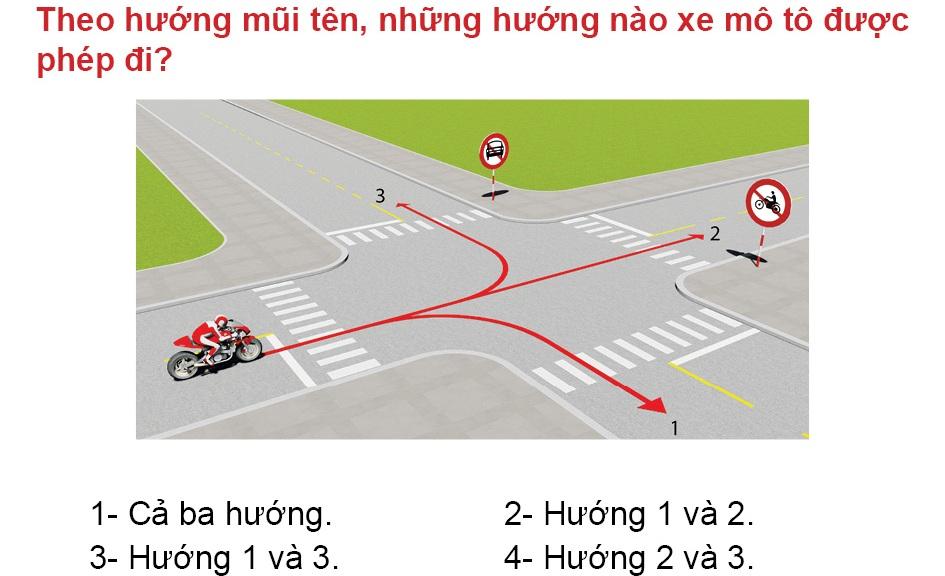 Theo hướng mũi tên, những hướng nào xe mô tô được
phép đi?
3
2
1
1- Cả ba hướng.
2- Hướng 1 và 2.
3- Hướng 1 và 3.
4- Hướng 2 và 3.